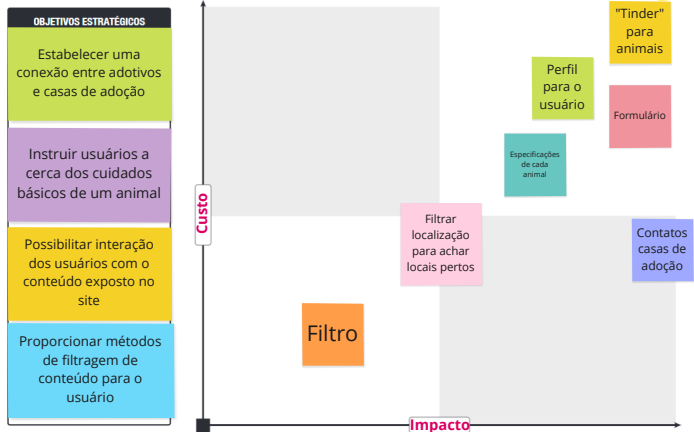 OBJETIVOS ESTRATÉGICOS
Estabelecer uma
conexão entre adotivos
e casas de adoção
Instruir usuários a
cerca dos cuidados
básicos de um animal
Possibilitar interação
dos usuários com o
conteúdo exposto no
site
Proporcionar métodos
de filtragem de
conteúdo para o
usuário
Custo
"Tinder"
para
animais
Perfil
para o
usuário
Formulário
Especificações
de cada
animal
Filtrar
localização
para achar
locais pertos
Contatos
casas de
adoção
Filtro
Impacto